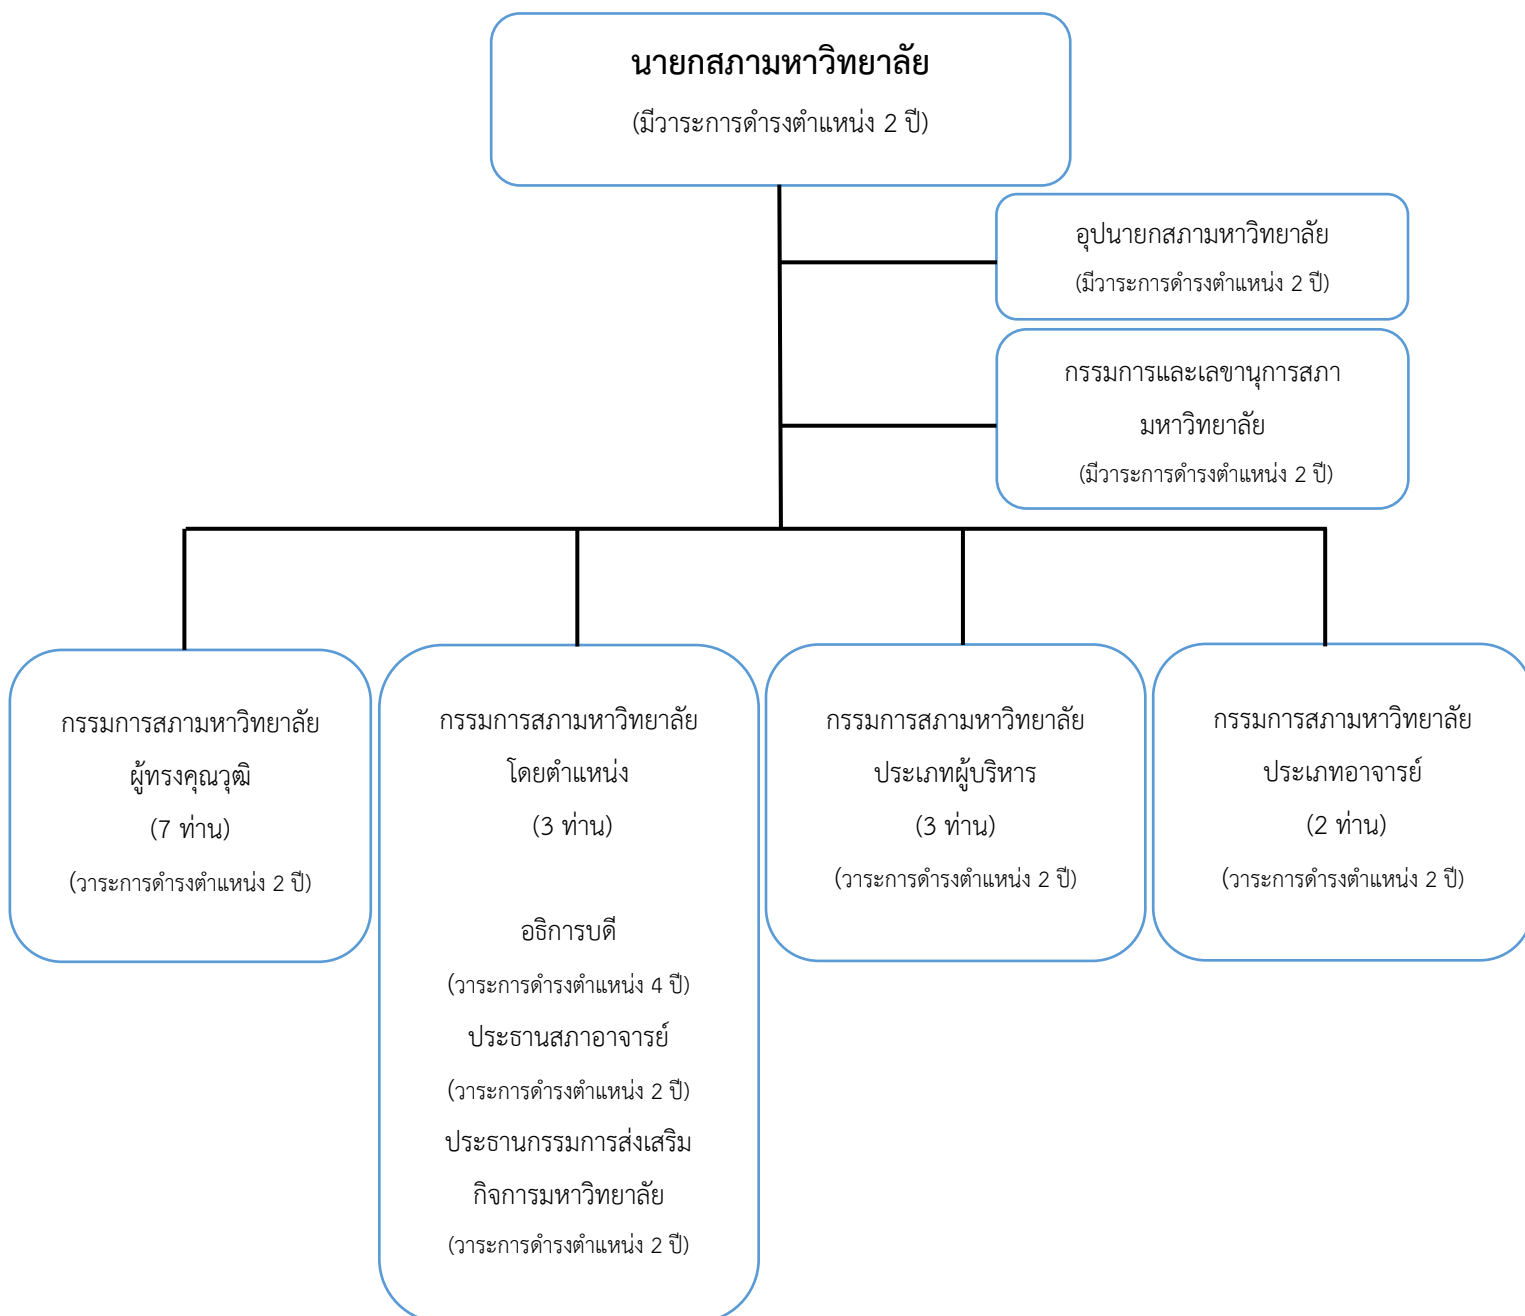 นายกสภามหาวิทยาลัย
(มีวาระการดำรงตำแหน่ง 2 ปี)
อุปนายกสภามหาวิทยาลัย
(มีวาระการดำรงตำแหน่ง 2 ปี)
กรรมการและเลขานุการสภา
มหาวิทยาลัย
(มีวาระการดำรงตำแหน่ง 2 ปี)
กรรมการสภามหาวิทยาลัย
ผู้ทรงคุณวุฒิ
(7 ท่าน)
(วาระการดำรงตำแหน่ง 2 ปี)
กรรมการสภามหาวิทยาลัย
โดยตำแหน่ง
(3 ท่าน)
อธิการบดี
(วาระการดำรงตำแหน่ง 4 ปี)
ประธานสภาอาจารย์
(วาระการดำรงตำแหน่ง 2 ปี)
ประธานกรรมการส่งเสริม
กิจการมหาวิทยาลัย
(วาระการดำรงตำแหน่ง 2 ปี)
กรรมการสภามหาวิทยาลัย
ประเภทผู้บริหาร
(3 ท่าน)
(วาระการดำรงตำแหน่ง 2 ปี)
กรรมการสภามหาวิทยาลัย
ประเภทอาจารย์
(2 ท่าน)
(วาระการดำรงตำแหน่ง 2 ปี)